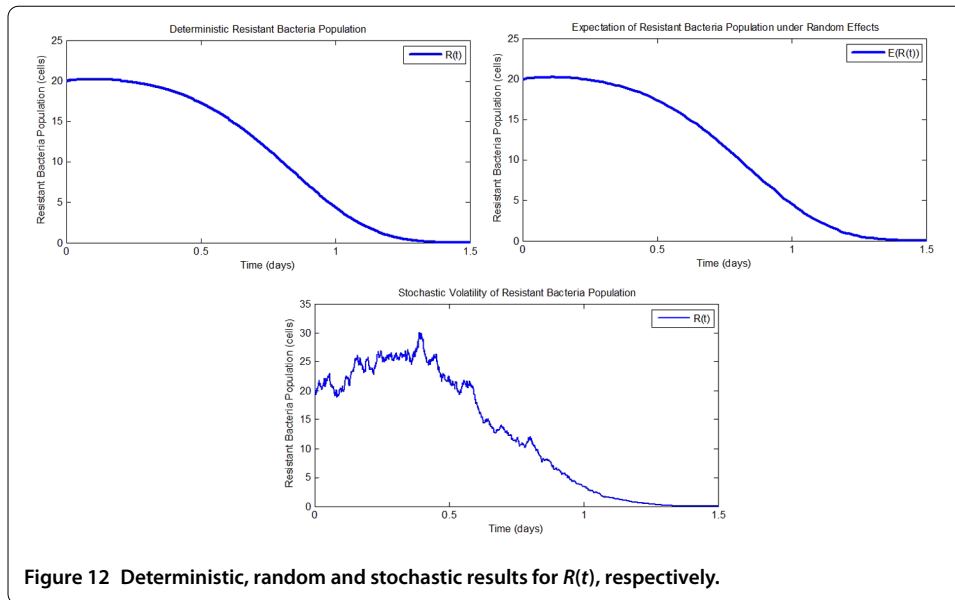 Deterministic Resistant Bacteria Population
Resistant Bacteria Population (cells)
25
20
15
10
5
0
0 0.5 1 1.5
Time (days)
R(t)
Expectation of Resistant Bacteria Population under Random Effects
Resistant Bacteria Population (cells)
25
20
15
10
5
0
0 0.5 1 1.5
Time (days)
E(R(t))
Stochastic Volatility of Resistant Bacteria Population
Resistant Bacteria Population (cells)
35
30
25
20
15
10
5
0
0 0.5 1 1.5
Time (days)
R(t)
Figure 12 Deterministic, random and stochastic results for R(t), respectively.